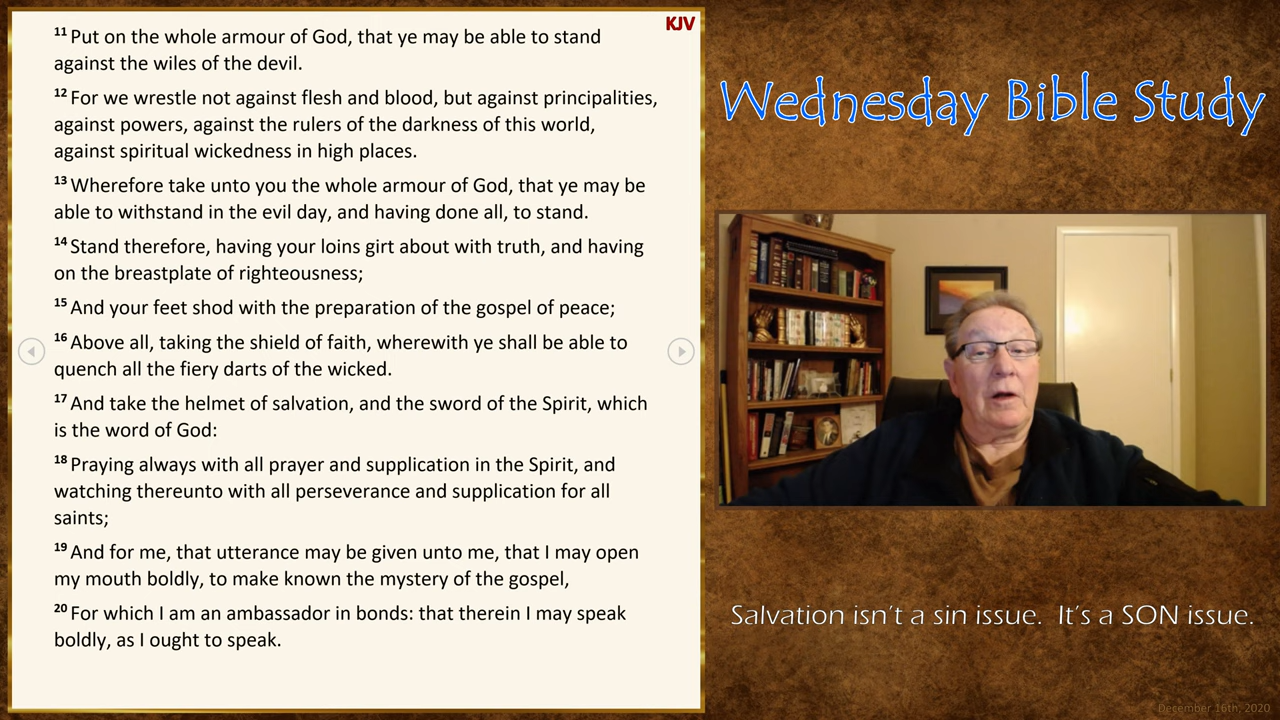 KJV
11 Put on the whole armour of God, that ye may be able to stand
against the wiles of the devil.
12 For we wrestle not against flesh and blood, but against principalities,
against powers, against the rulers of the darkness of this world,
against spiritual wickedness in high places.
13 Wherefore take unto you the whole armour of God, that ye may be
able to withstand in the evil day, and having done all, to stand.
14 Stand therefore, having your loins girt about with truth, and having
on the breastplate of righteousness;
15 And your feet shod with the preparation of the gospel of peace;
16 Above all, taking the shield of faith, wherewith ye shall be able to
quench all the fiery darts of the wicked.
17 And take the helmet of salvation, and the sword of the Spirit, which
is the word of God:
18 Praying always with all prayer and supplication in the Spirit, and
watching thereunto with all perseverance and supplication for all
saints;
19 And for me, that utterance may be given unto me, that I may open
my mouth boldly, to make known the mystery of the gospel,
20 For which I am an ambassador in bonds: that therein I may speak
boldly, as I ought to speak.
Wednesday Bible Study
Salvation isn't a sin issue. It's a SON issue.
December 16th, 2020